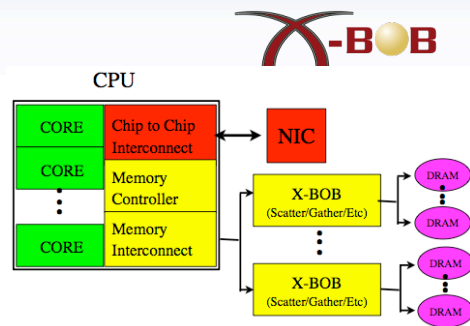 X-BOB
CPU
CORE
CORE
CORE
Chip to Chip
Interconnect
Memory
Controller
Memory
Interconnect
NIC
X-BOB
(Scatter/Gather/Etc)
X-BOB
(Scatter/Gather/Etc)
DRAM
DRAM
DRAM
DRAM